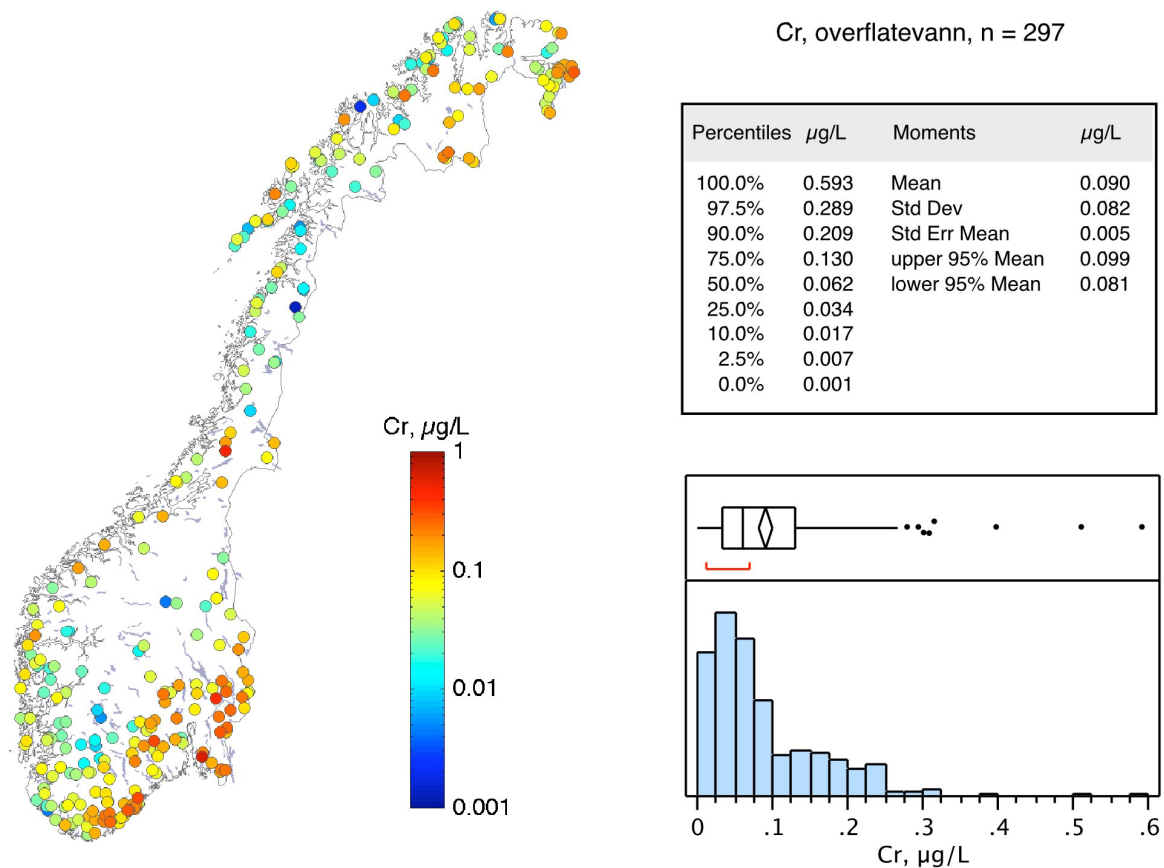 Cr, overflatevann, n = 297
Percentiles µg/L Moments µg/L
100.0% 0.593 Mean 0.090
97.5% 0.289 Std Dev 0.082
90.0% 0.209 Std Err Mean 0.005
75.0% 0.130 upper 95% Mean 0.099
50.0% 0.062 lower 95% Mean 0.081
25.0% 0.034
10.0% 0.017
2.5% 0.007
0.0% 0.001
Cr, µg/L
1
0.1
0.01
0.001
0 .1 .2 .3 .4 .5 .6
Cr, µg/L